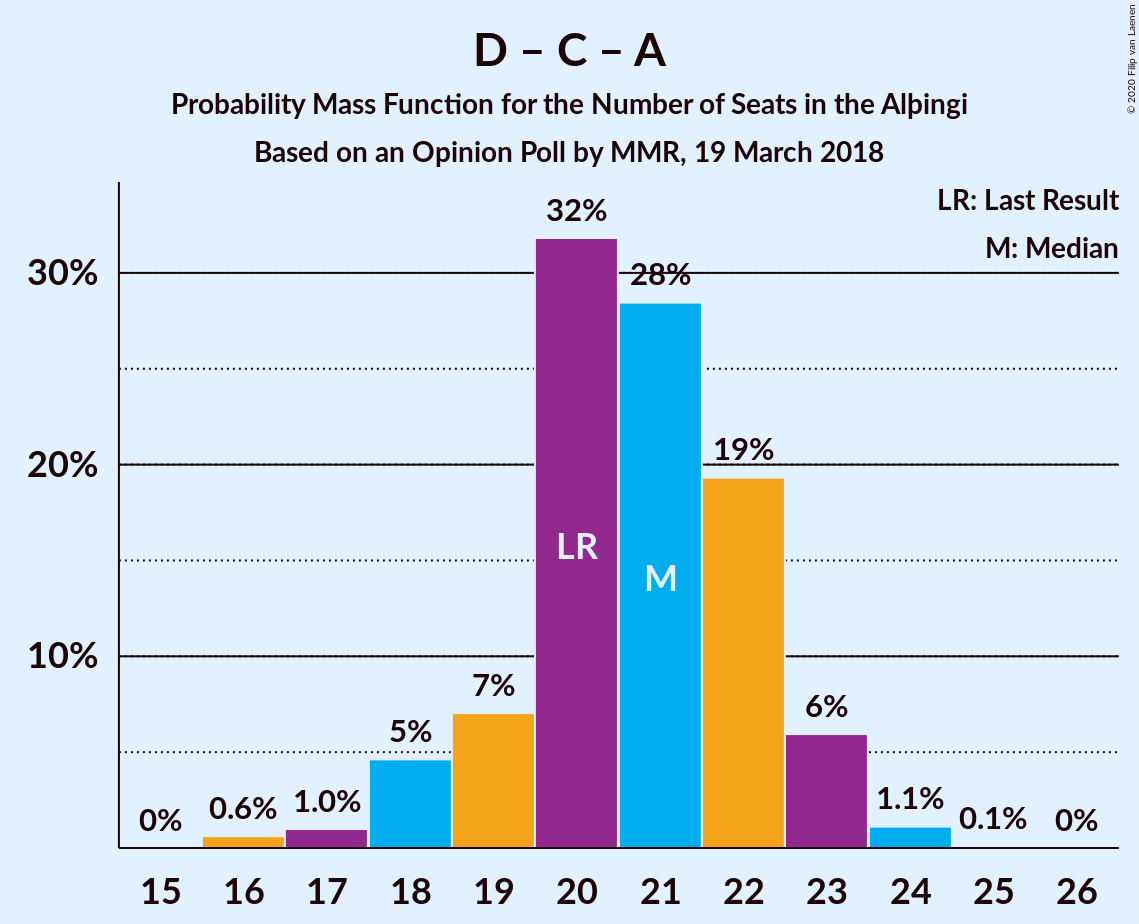 D – C – A
Probability Mass Function for the Number of Seats in the Alþingi
Based on an Opinion Poll by MMR, 19 March 2018
© 2020 Filip van Laenen
LR: Last Result
M: Median
30%
20%
10%
0%
0.6%
1.0%
5%
7%
32%
28%
19%
6%
1.1%
0.1%
0%
LR
M
15 16 17 18 19 20 21 22 23 24 25 26